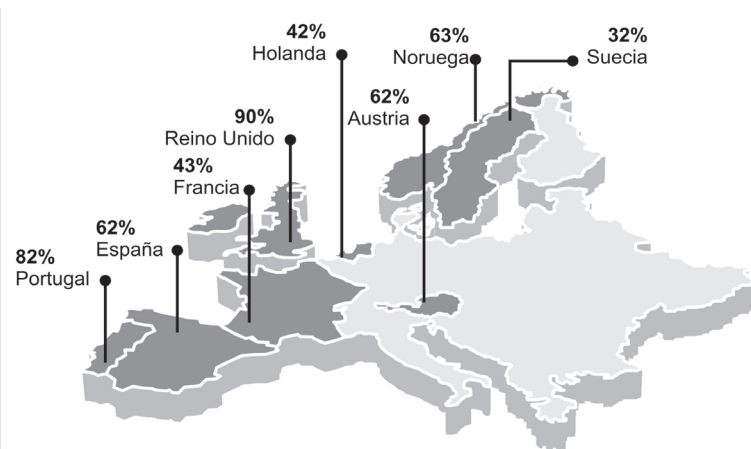 42%
Holanda
63%
Noruega
32%
Suecia
62%
Austria
90%
Reino Unido
43%
Francia
62%
España
82%
Portugal